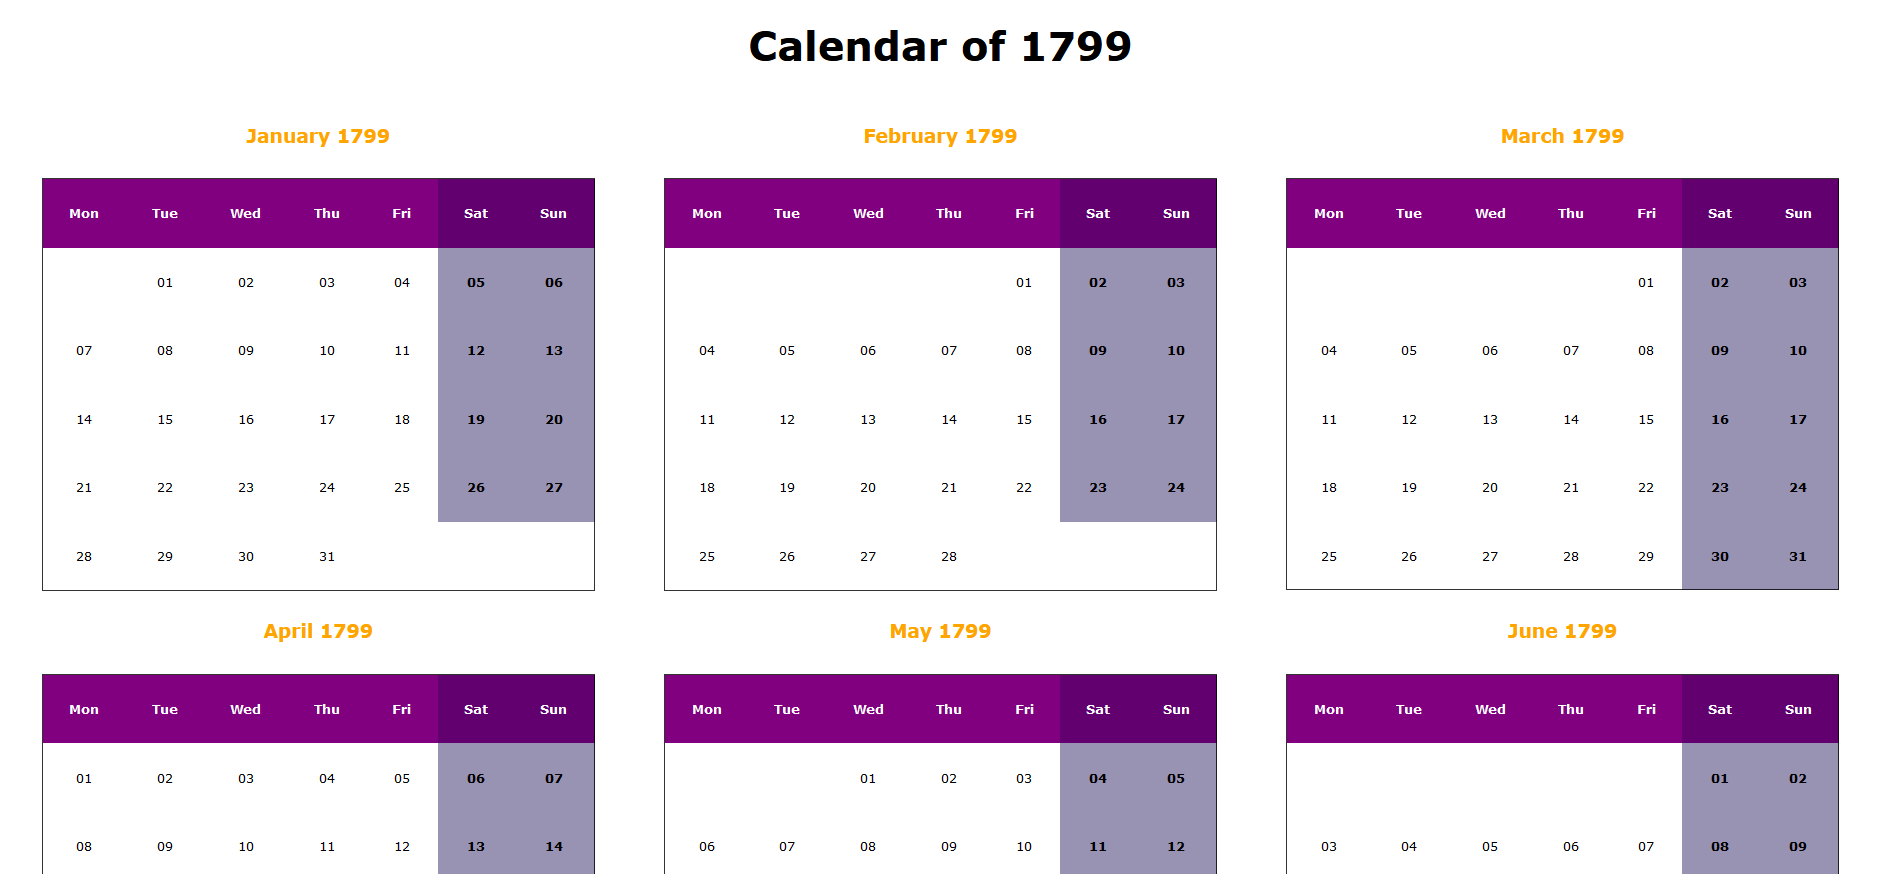 Calendar of 1799
January 1799
Mon Tue Wed Thu Fri Sat Sun
01 02 03 04 05 06
07 08 09 10 11 12 13
14 15 16 17 18 19 20
21 22 23 24 25 26 27
28 29 30 31
February 1799
Mon Tue Wed Thu Fri Sat Sun
01 02 03
04 05 06 07 08 09 10
11 12 13 14 15 16 17
18 19 20 21 22 23 24
25 26 27 28
March 1799
Mon Tue Wed Thu Fri Sat Sun
01 02 03
04 05 06 07 08 09 10
11 12 13 14 15 16 17
18 19 20 21 22 23 24
25 26 27 28 29 30 31
April 1799
Mon Tue Wed Thu Fri Sat Sun
01 02 03 04 05 06 07
08 09 10 11 12 13 14
May 1799
Mon Tue Wed Thu Fri Sat Sun
01 02 03 04 05
06 07 08 09 10 11 12
June 1799
Mon Tue Wed Thu Fri Sat Sun
01 02
03 04 05 06 07 08 09